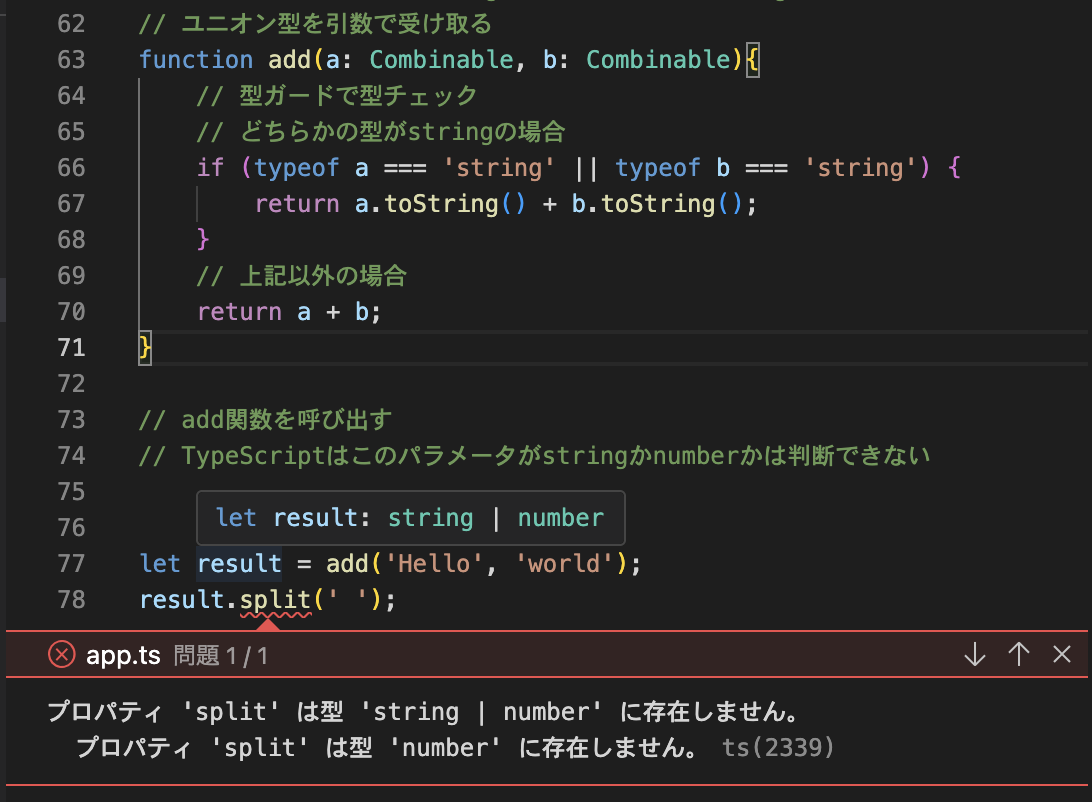 62 // ユニオン型を引数で受け取る
63 function add(a: Combinable, b: Combinable){
64 // 型ガードで型チェック
65 // どちらかの型がstringの場合
66 if (typeof a === 'string' || typeof b === 'string') {
67 return a.toString() + b.toString();
68 }
69 // 上記以外の場合
70 return a + b;
71 }
72
73 // add関数を呼び出す
74 // TypeScriptはこのパラメータがstringかnumberかは判断できない
75
let result: string | number
76
77 let result = add('Hello', 'world');
78 result.split(' ');
app.ts 問題 1 / 1
プロパティ 'split' は型 'string | number' に存在しません。
プロパティ 'split' は型 'number' に存在しません。 ts(2339)